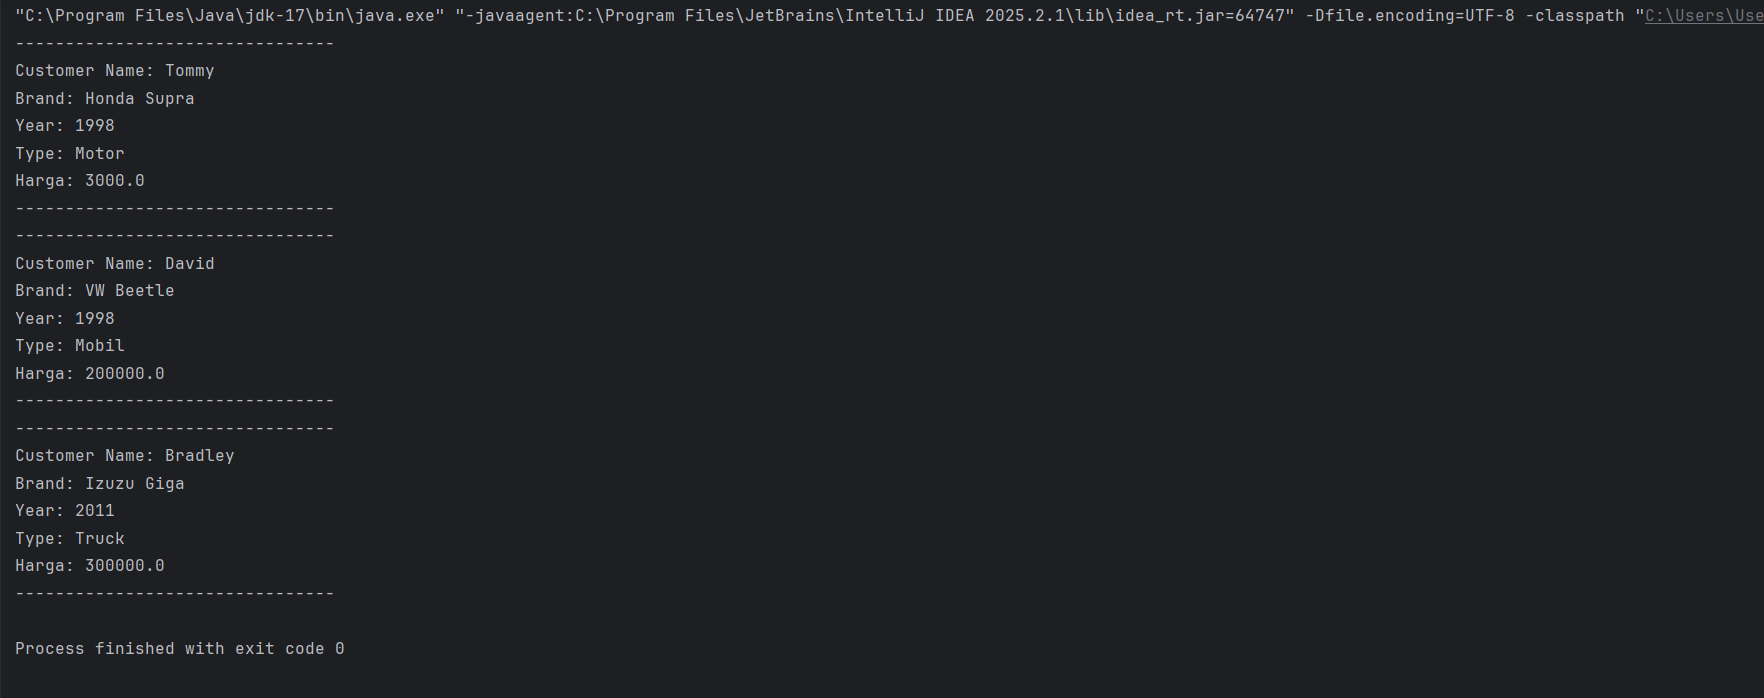 "C:\Program Files\Java\jdk-17\bin\java.exe" "-javaagent:C:\Program Files\JetBrains\IntelliJ IDEA 2025.2.1\lib\idea_rt.jar=64747" -Dfile.encoding=UTF-8 -classpath "C:\Users\Use
--------------------------------
Customer Name: Tommy
Brand: Honda Supra
Year: 1998
Type: Motor
Harga: 3000.0
--------------------------------
--------------------------------
Customer Name: David
Brand: VW Beetle
Year: 1998
Type: Mobil
Harga: 200000.0
--------------------------------
--------------------------------
Customer Name: Bradley
Brand: Izuzu Giga
Year: 2011
Type: Truck
Harga: 300000.0
--------------------------------
Process finished with exit code 0